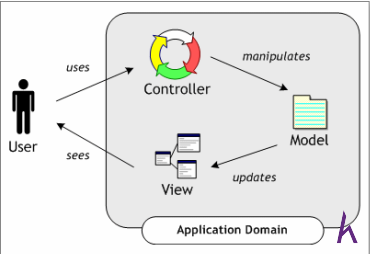 uses
manipulates
Controller
User
Model
sees
updates
View
Application Domain